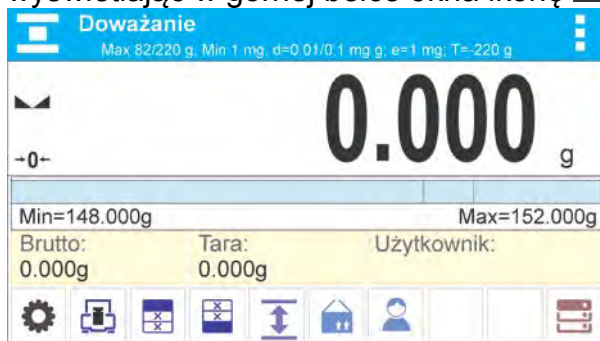 Doważanie
Max 82/220 g, Min 1 mg, d=0.01/0.1 mg g; e=1 mg; T=-220 g
→0←
0.000 g
Min=148.000g Max=152.000g
Brutto: Tara: Użytkownik:
0.000g 0.000g